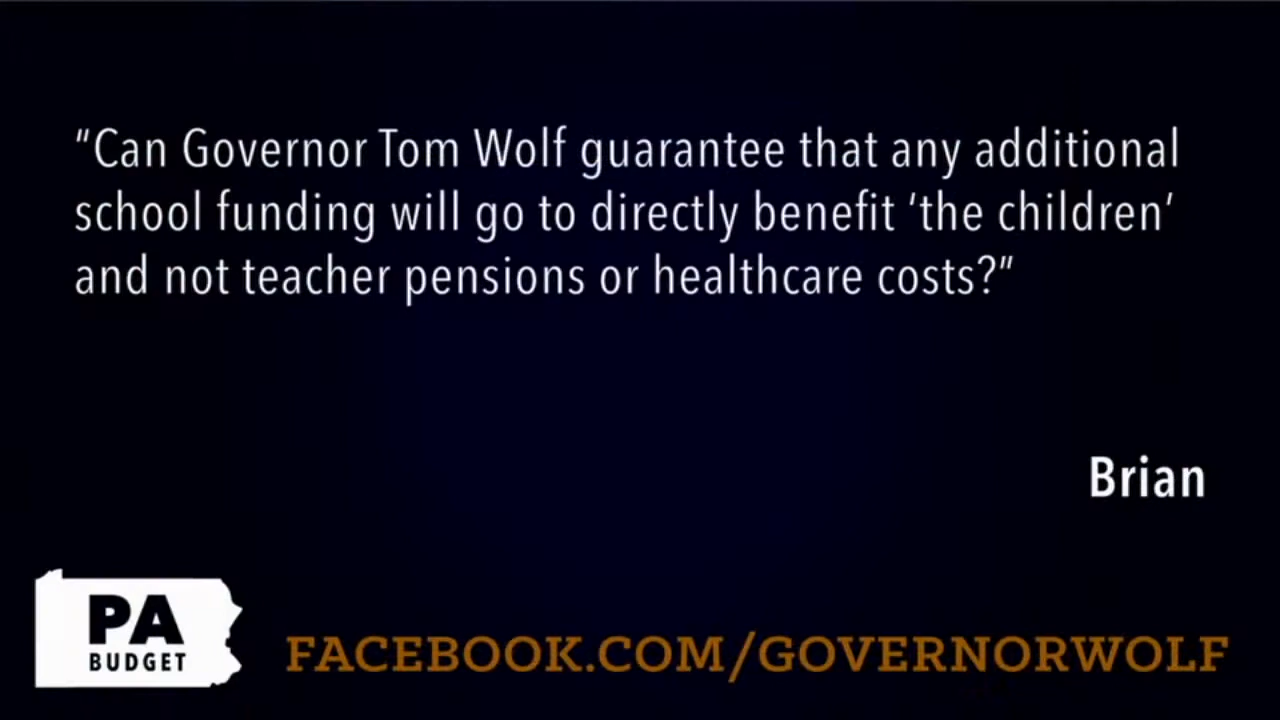 “Can Governor Tom Wolf guarantee that any additional
school funding will go to directly benefit ‘the children’
and not teacher pensions or healthcare costs?”
Brian
PA
BUDGET
FACEBOOK.COM/GOVERNORWOLF